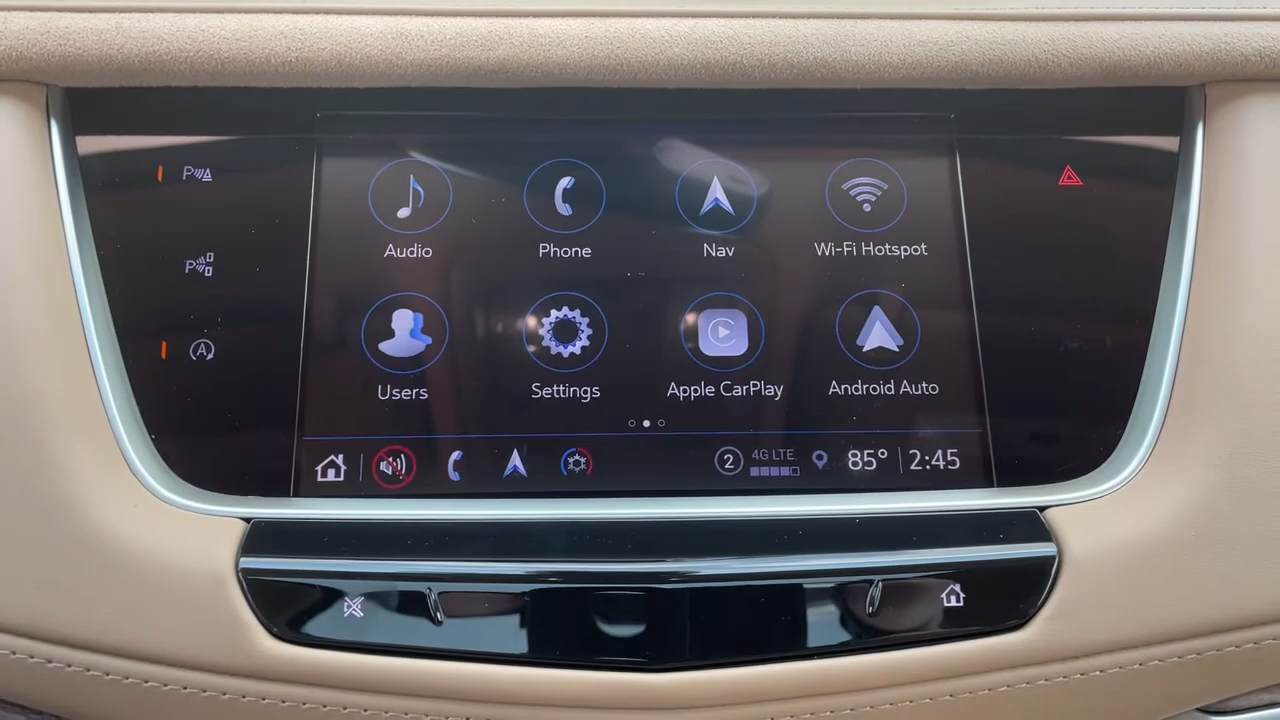 P
Audio Phone Nav Wi-Fi Hotspot
P
A
Users Settings Apple CarPlay Android Auto
2 4G LTE 85° 2:45